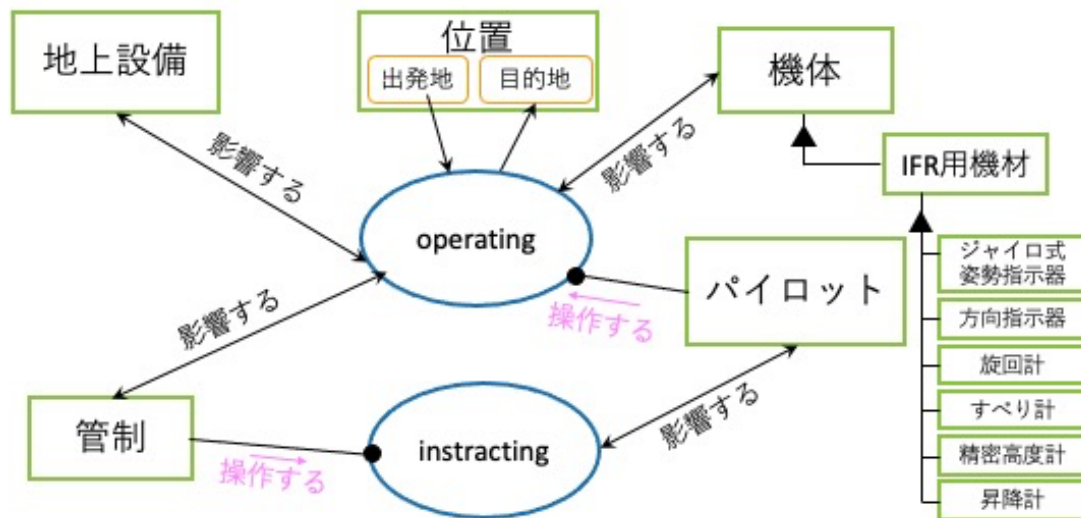 地上設備
位置
出発地
目的地
機体
影響する
影響する
IFR用機材
operating
ジャイロ式
姿勢指示器
パイロット
操作する
方向指示器
影響する
旋回計
すべり計
管制
instracting
影響する
精密高度計
操作する
昇降計